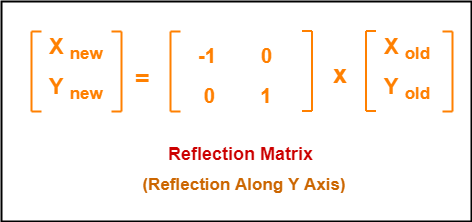 X new   -1 0   X old
Y new = 0 1 x Y old
Reflection Matrix
(Reflection Along Y Axis)